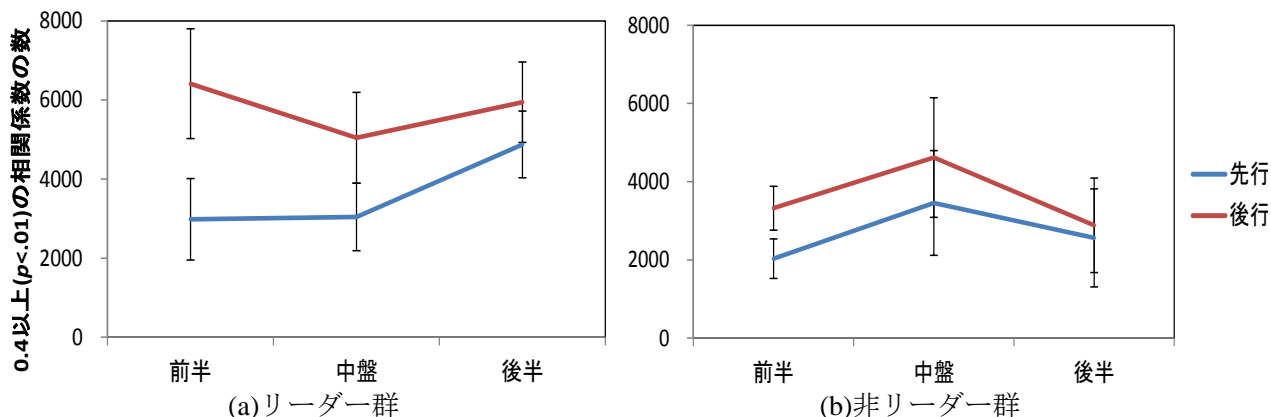 0.4以上(p<.01)の相関係数の数
8000
6000
4000
2000
0
前半
中盤
後半
(a)リーダー群
8000
6000
4000
2000
0
前半
中盤
後半
(b)非リーダー群
先行
後行